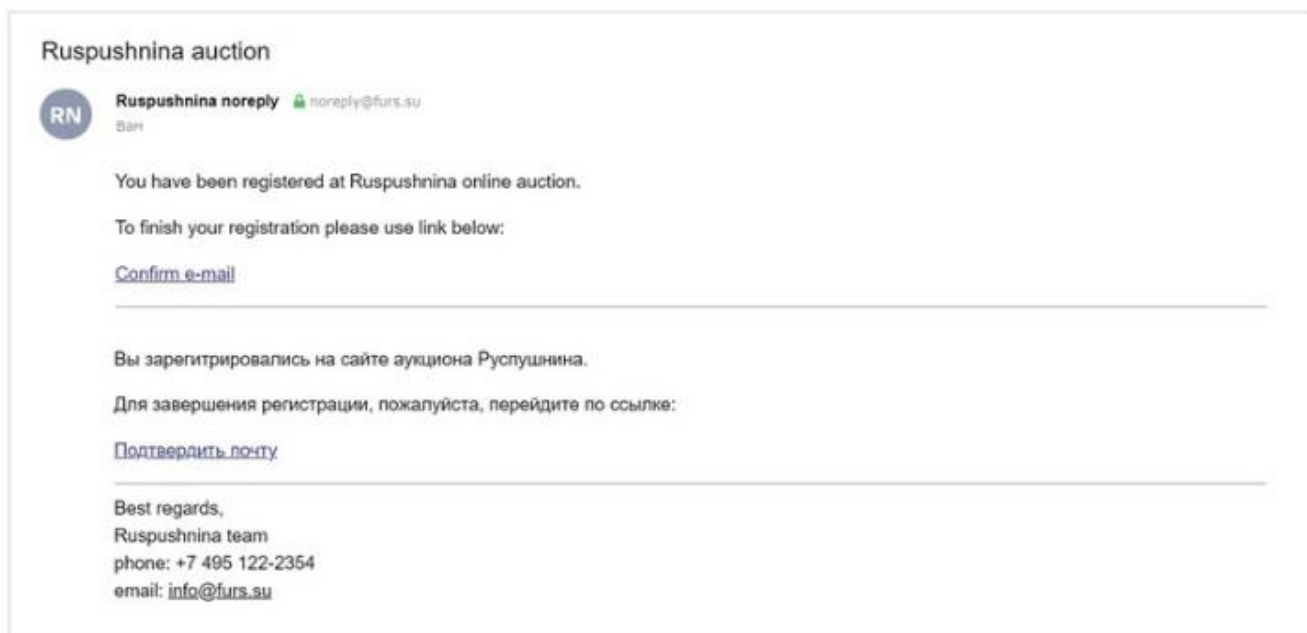 Ruspushnina auction
RN
Ruspushnina noreply noreply@furs.su
Вам
You have been registered at Ruspushnina online auction.
To finish your registration please use link below:
Confirm e-mail
Вы зарегитрировались на сайте аукциона Руспушнина.
Для завершения регистрации, пожалуйста, перейдите по ссылке:
Подтвердить почту
Best regards,
Ruspushnina team
phone: +7 495 122-2354
email: info@furs.su